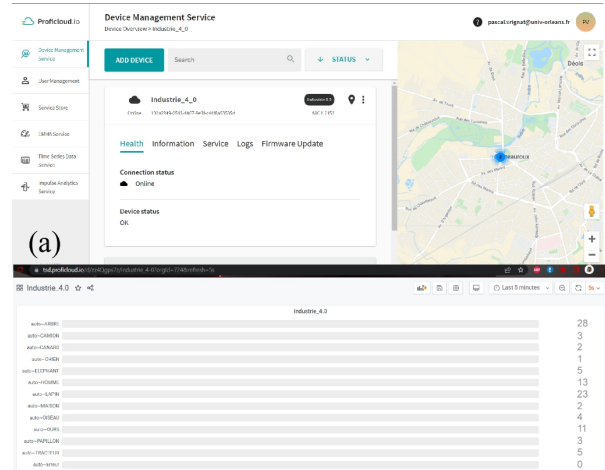 Proficloud.io
Device Management Service
Device Overview > Industrie_4_0
pascal.vrignat@univ-orleans.fr
PV
Device Management
Service
User Management
Service Store
EMMA Service
Time Series Data
Service
Impulse Analytics
Service
ADD DEVICE
Search
STATUS
Industrie_4_0
Online
Health Information Service Logs Firmware Update
Connection status
Online
Device status
OK
Déols
(a)
Industrie_4.0
Last 5 minutes
5s
Industrie_4.0
auto-ARBRE 28
auto-CAMION 3
auto-CANARD 2
auto-CHIEN 1
auto-ELEPHANT 5
auto-HOMME 13
auto-LAPIN 23
auto-MAISON 2
auto-OISEAU 4
auto-OURS 11
auto-PAPILLON 3
auto-TRACTEUR 5
0